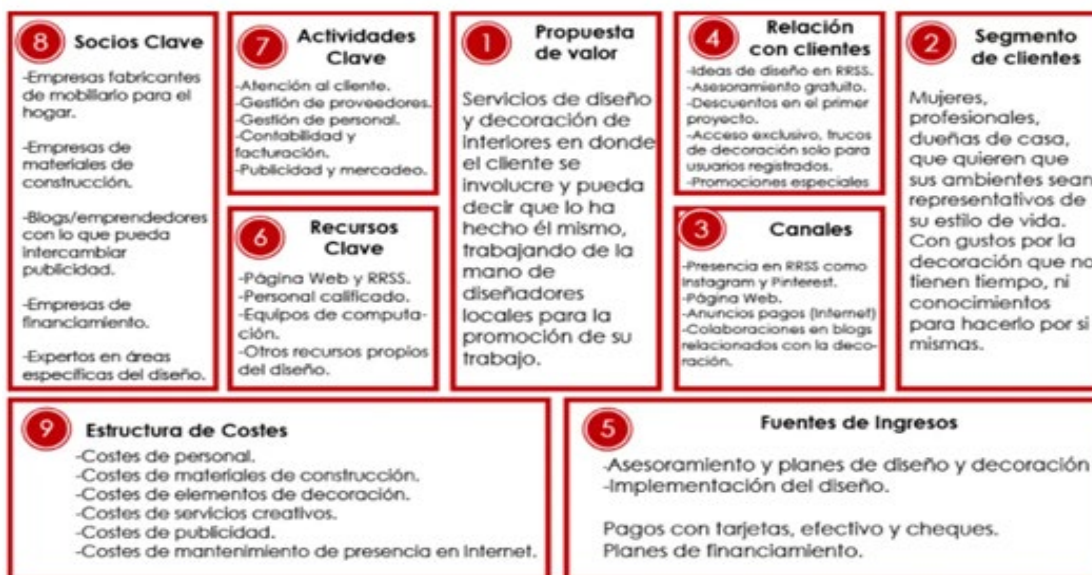 8 Socios Clave
-Empresas fabricantes
de mobiliario para el
hogar.
-Empresas de
materiales de
construcción.
-Blogs/emprendedores
con lo que pueda
intercambiar
publicidad.
-Empresas de
financiamiento.
-Expertos en áreas
específicas del diseño.
7 Actividades
Clave
-Atención al cliente.
-Gestión de proveedores.
-Gestión de personal.
-Contabilidad y
facturación.
-Publicidad y mercadeo.
6 Recursos
Clave
-Página Web y RRSS.
-Personal calificado.
-Equipos de computa-
ción.
-Otros recursos propios
del diseño.
1 Propuesta
de valor
Servicios de diseño
y decoración de
interiores en donde
el cliente se
involucre y pueda
decir que lo ha
hecho él mismo,
trabajando de la
mano de
diseñadores
locales para la
promoción de su
trabajo.
4 Relación
con clientes
-Ideas de diseño en RRSS.
-Asesoramiento gratuito.
-Descuentos en el primer
proyecto.
-Acceso exclusivo, trucos
de decoración solo para
usuarios registrados.
-Promociones especiales
3 Canales
-Presencia en RRSS como
Instagram y Pinterest.
-Página Web.
-Anuncios pagos (Internet)
-Colaboraciones en blogs
relacionados con la deco-
ración.
2 Segmento
de clientes
Mujeres,
profesionales,
dueñas de casa,
que quieren que
sus ambientes sean
representativos de
su estilo de vida.
Con gustos por la
decoración que no
tienen tiempo, ni
conocimientos
para hacerlo por si
mismas.
9 Estructura de Costes
-Costes de personal.
-Costes de materiales de construcción.
-Costes de elementos de decoración.
-Costes de servicios creativos.
-Costes de publicidad.
-Costes de mantenimiento de presencia en Internet.
5 Fuentes de Ingresos
-Asesoramiento y planes de diseño y decoración
-Implementación del diseño.
Pagos con tarjetas, efectivo y cheques.
Planes de financiamiento.